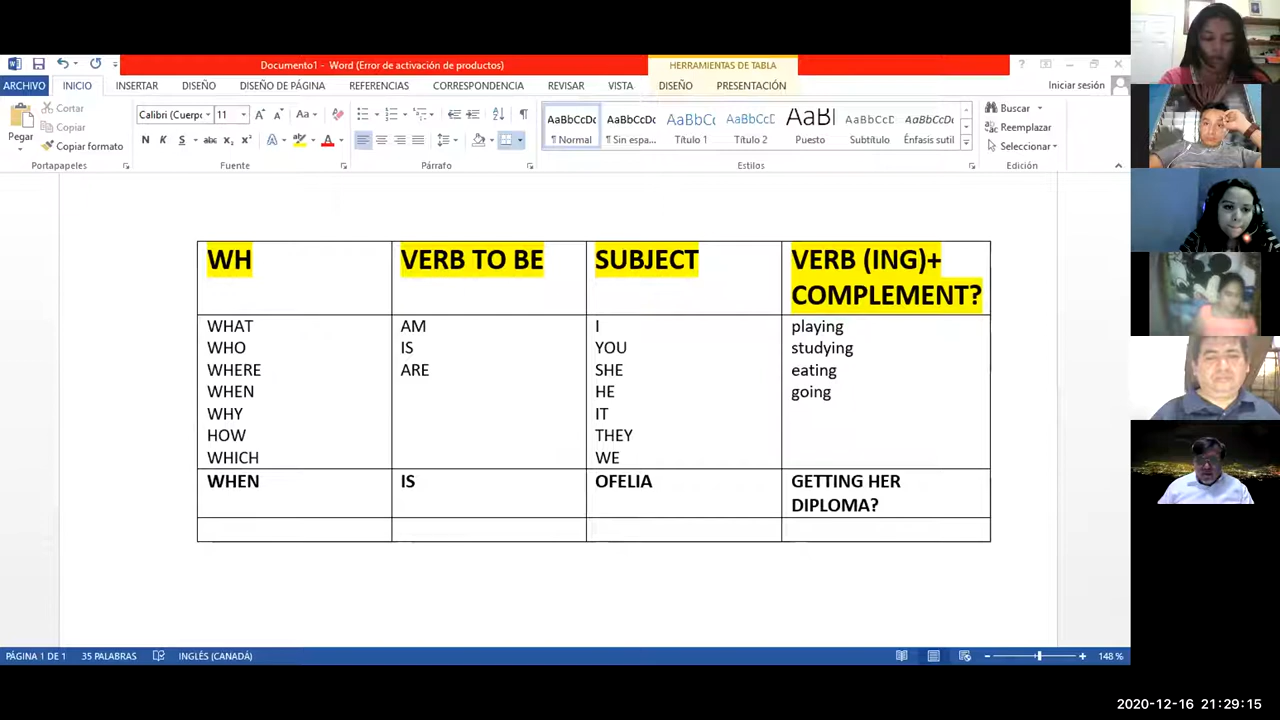 Documento1 - Word (Error de activación de productos)
HERRAMIENTAS DE TABLA
?
ARCHIVO INICIO INSERTAR DISEÑO DISEÑO DE PÁGINA REFERENCIAS CORRESPONDENCIA REVISAR VISTA DISEÑO PRESENTACIÓN Iniciar sesión
Pegar
Cortar
Copiar
Copiar formato
Portapapeles
Calibri (Cuerpo 11
N K S abc x₂ x²
Fuente
Párrafo
AaBbCcDc AaBbCcDc AaBbCc AaBbCcC AaBl AaBbCcC AaBbCcDc
¶ Normal ¶ Sin espa... Título 1 Título 2 Puesto Subtítulo Énfasis sutil
Estilos
Buscar
Reemplazar
Seleccionar
Edición
WH VERB TO BE SUBJECT VERB (ING)+
COMPLEMENT?
WHAT AM I playing
WHO IS YOU studying
WHERE ARE SHE eating
WHEN HE going
WHY IT
HOW THEY
WHICH WE
WHEN IS OFELIA GETTING HER
DIPLOMA?
PÁGINA 1 DE 1 35 PALABRAS INGLÉS (CANADÁ) 148 %
2020-12-16 21:29:15